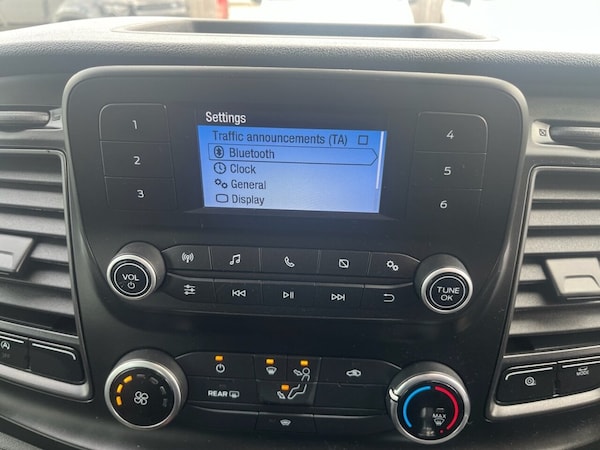 Settings
Traffic announcements (TA)
Bluetooth
Clock
General
Display
1
2
3
4
5
6
VOL
TUNE
OK
REAR
MAX
MODE